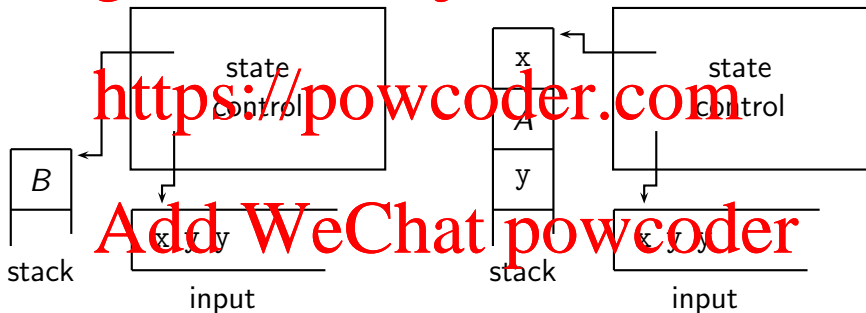 x
state
state
https://powcoder.com
control
A
control
B
y
Add WeChat powcoder
x y y
x y y
stack
stack
input
input